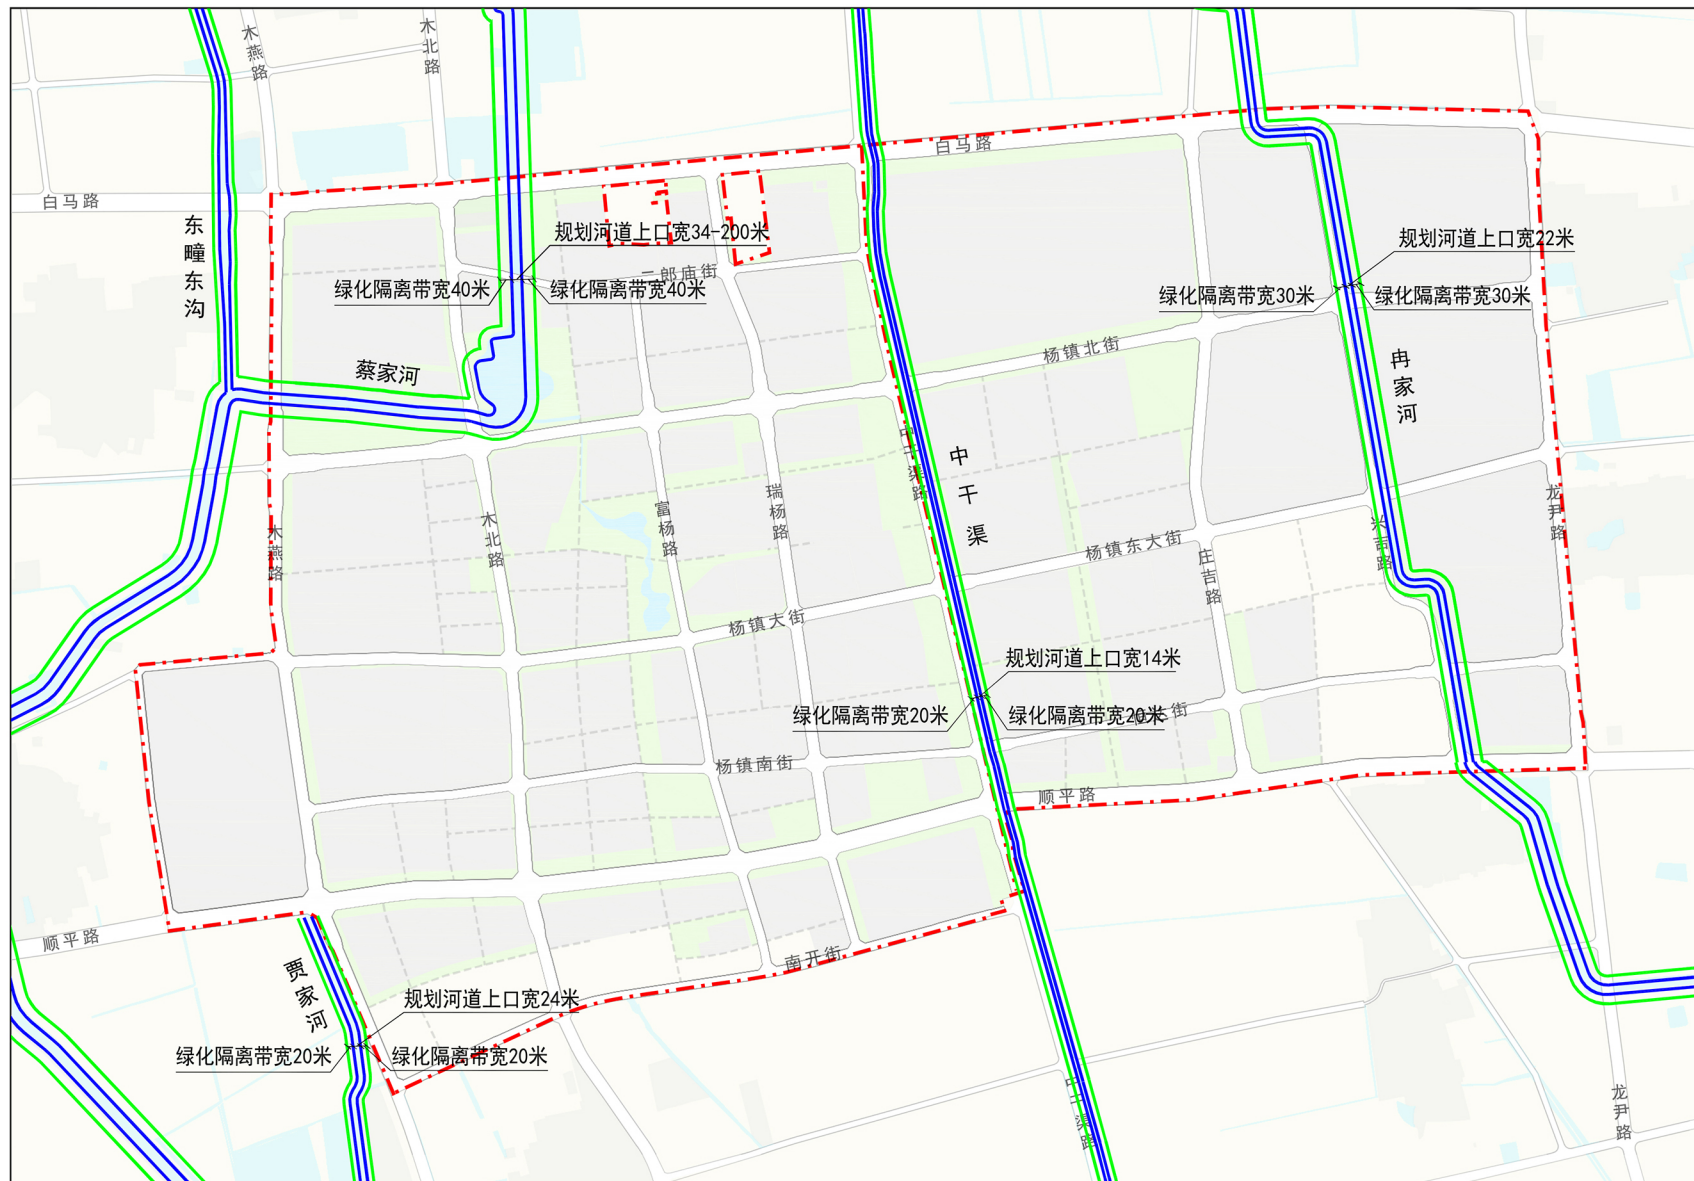 木燕路
木北路
白马路
白马路
东疃东沟
规划河道上口宽34-200米
二郎庙街
绿化隔离带宽40米
绿化隔离带宽40米
规划河道上口宽22米
绿化隔离带宽30米
绿化隔离带宽30米
蔡家河
杨镇北街
冉家河
中干渠路
中干渠
木燕路
木北路
富杨路
瑞杨路
杨镇东大街
庄吉路
兴吉路
龙尹路
杨镇大街
规划河道上口宽14米
绿化隔离带宽20米
绿化隔离带宽20米
杨镇南街
顺平路
顺平路
南开街
贾家河
规划河道上口宽24米
绿化隔离带宽20米
绿化隔离带宽20米
中干渠路
龙尹路